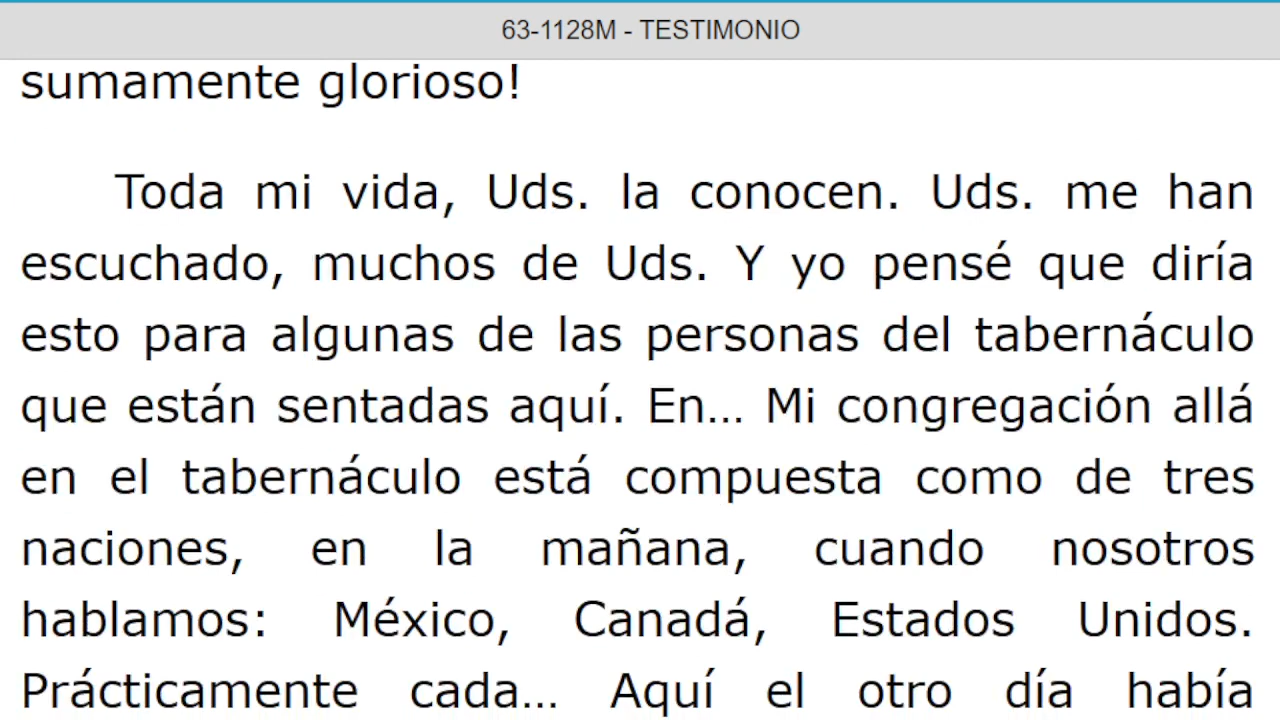 63-1128M - TESTIMONIO
sumamente glorioso!
Toda mi vida, Uds. la conocen. Uds. me han
escuchado, muchos de Uds. Y yo pensé que diría
esto para algunas de las personas del tabernáculo
que están sentadas aquí. En... Mi congregación allá
en el tabernáculo está compuesta como de tres
naciones, en la mañana, cuando nosotros
hablamos: México, Canadá, Estados Unidos.
Prácticamente cada... Aquí el otro día había